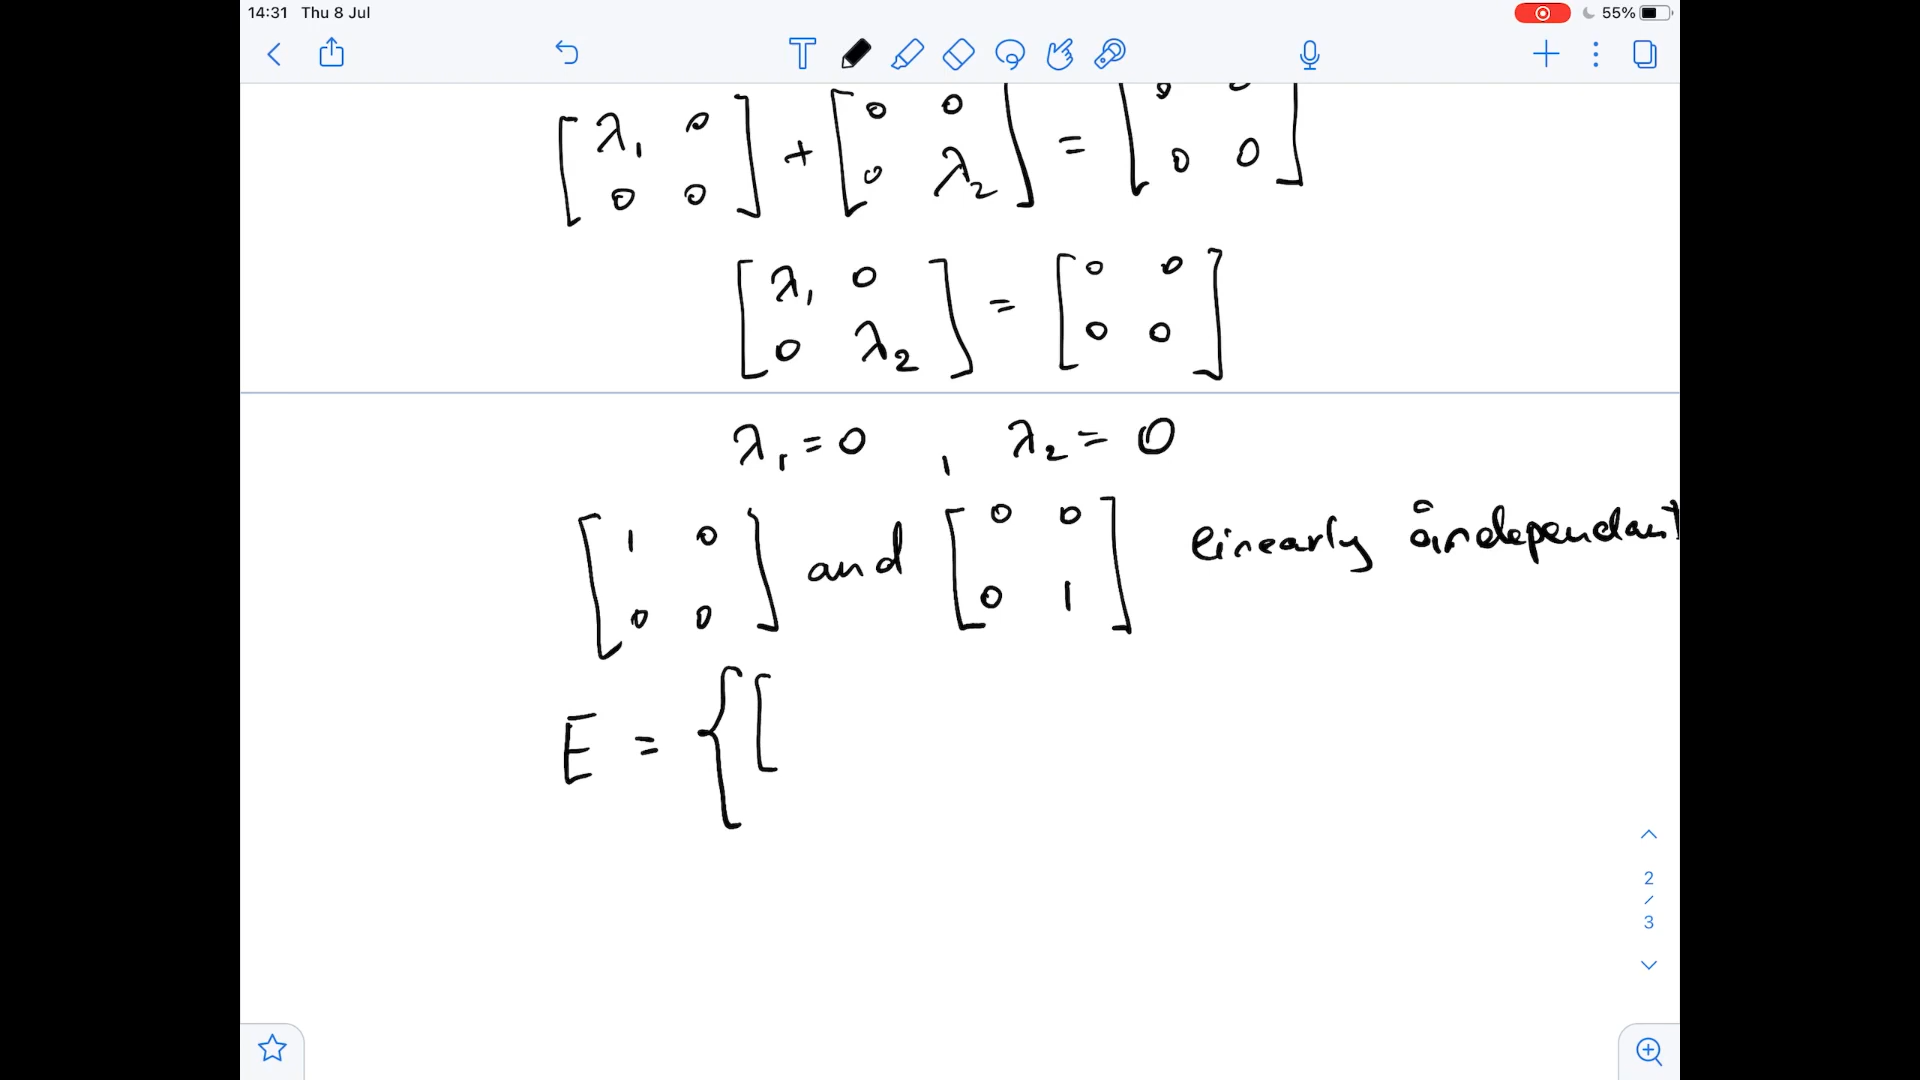 14:31 Thu 8 Jul 55%
T
[λ₁ 0; 0 0] + [0 0; 0 λ₂] = [0 0; 0 0]
[λ₁ 0; 0 λ₂] = [0 0; 0 0]
λ₁ = 0 , λ₂ = 0
[1 0; 0 0] and [0 0; 0 1] linearly independant
E = { [
2
/
3